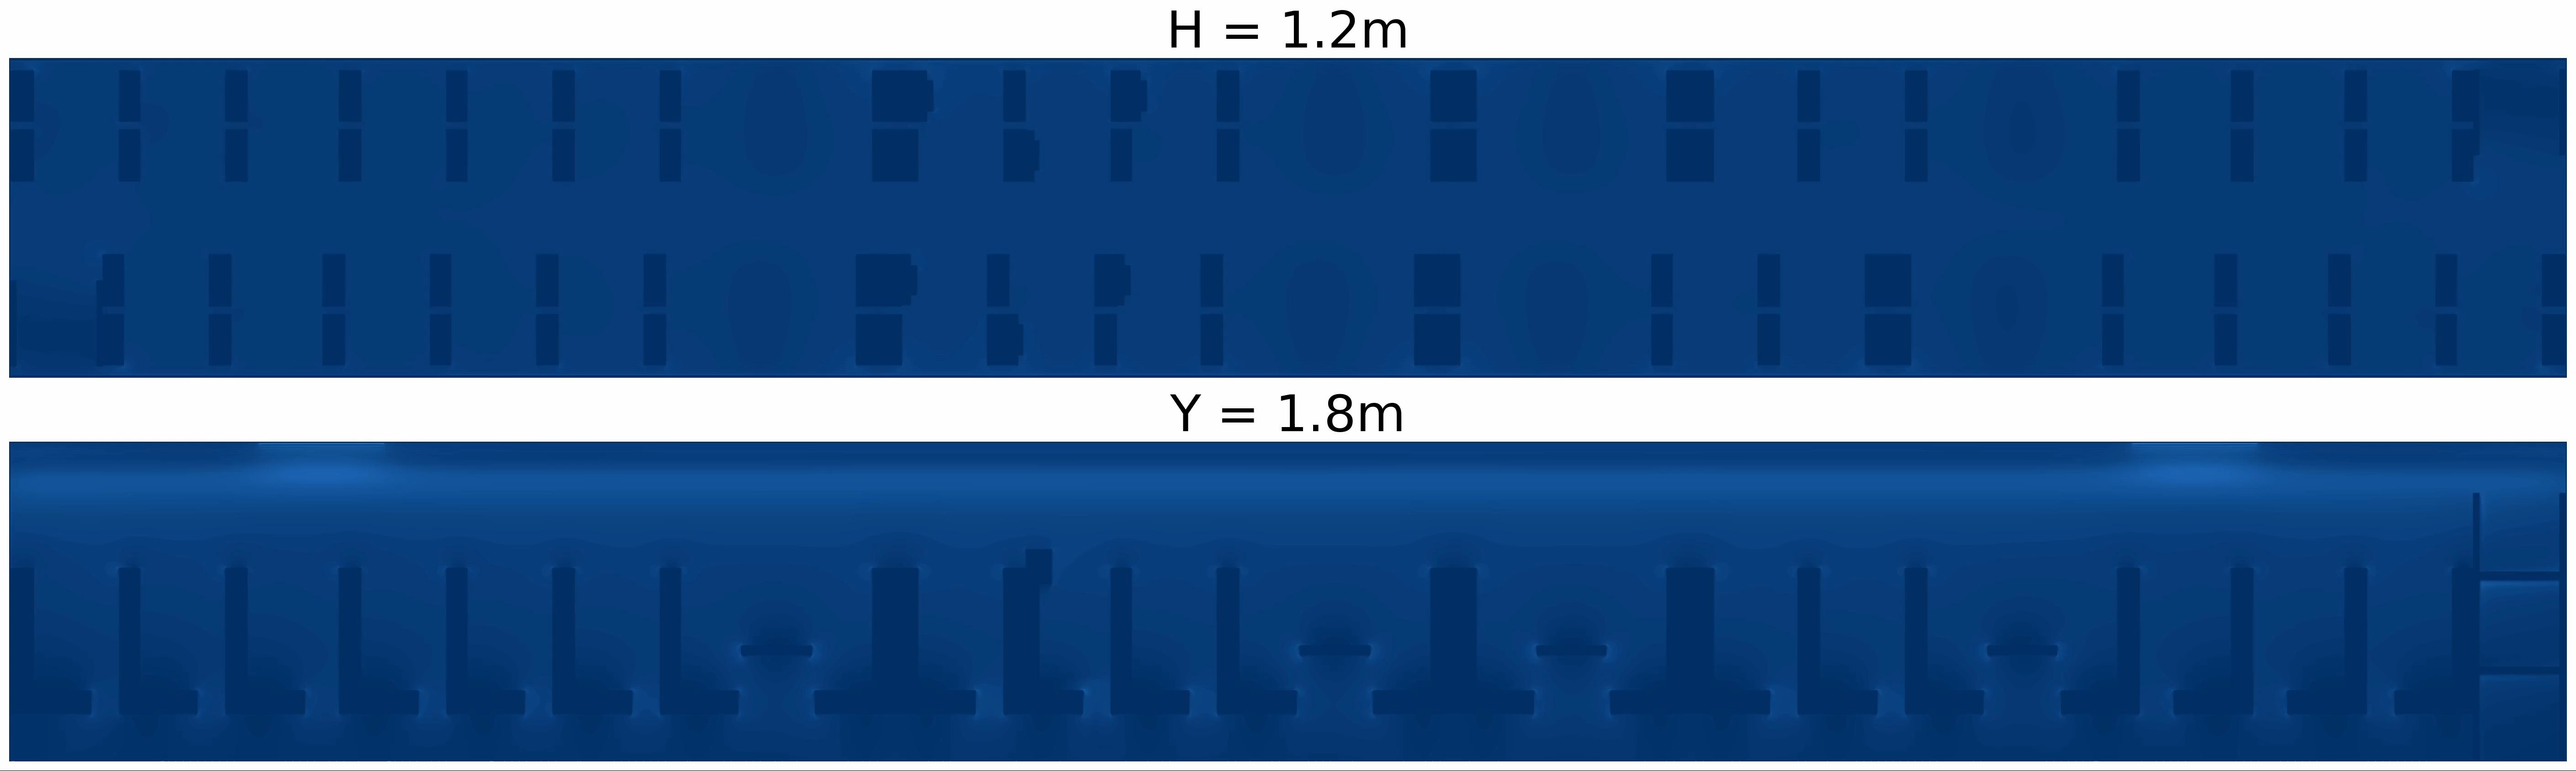 H = 1.2m
Y = 1.8m